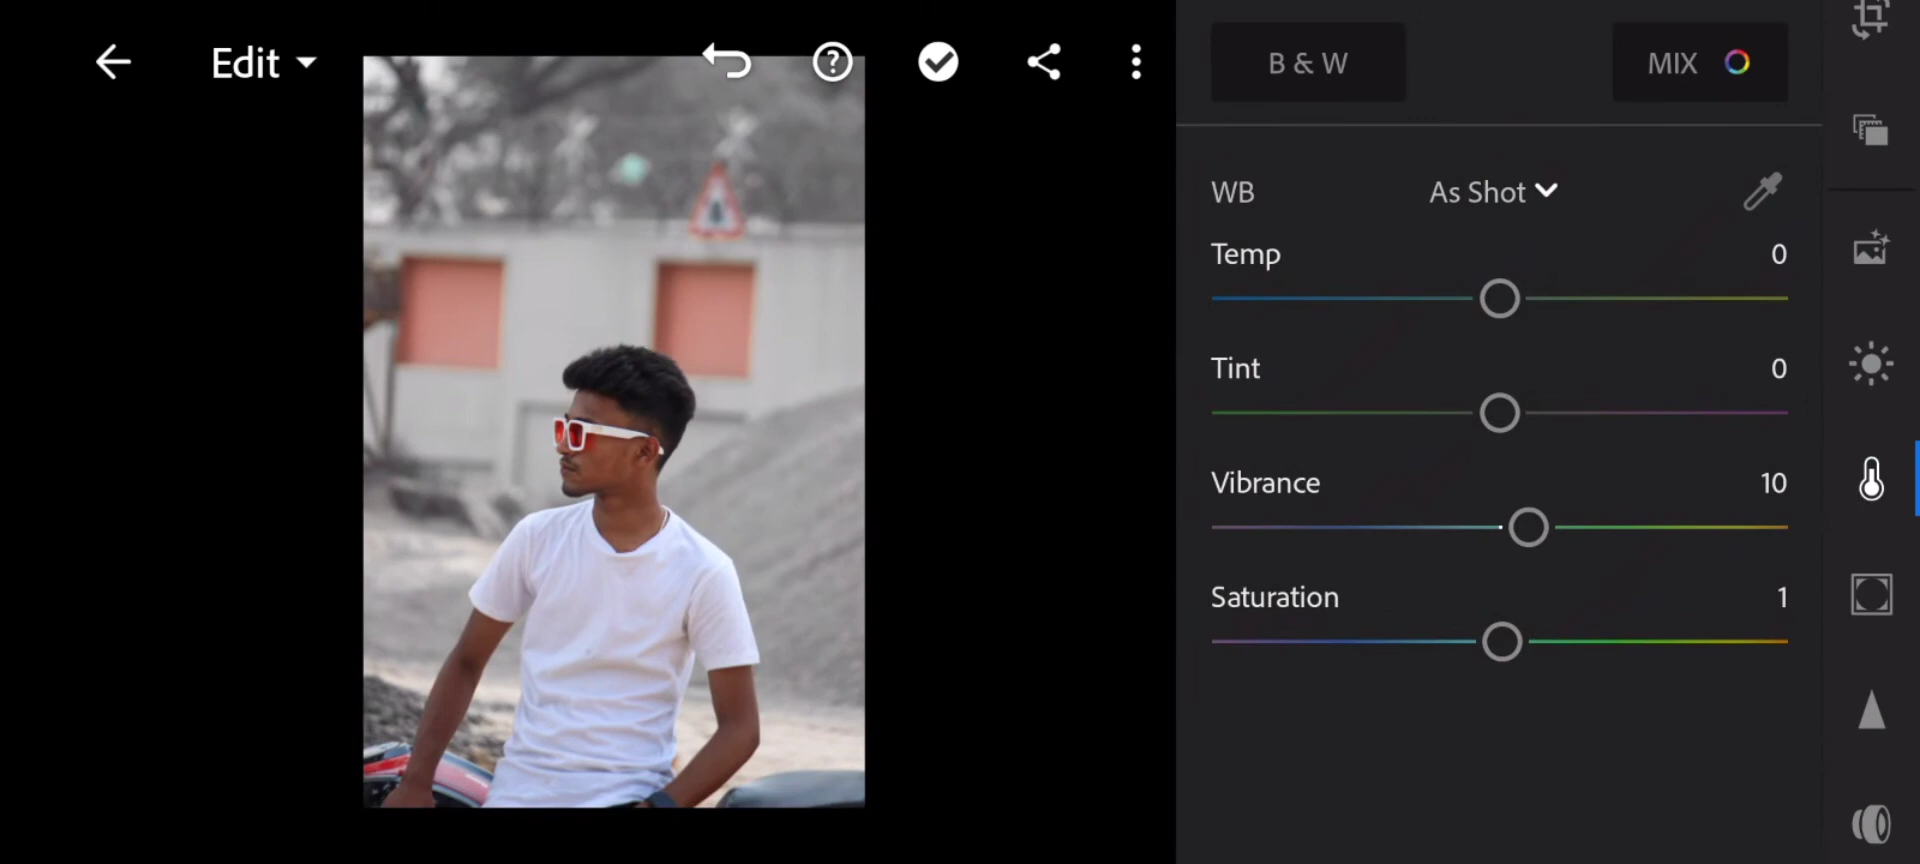 Edit
B & W
MIX
WB
As Shot
Temp
0
Tint
0
Vibrance
10
Saturation
1